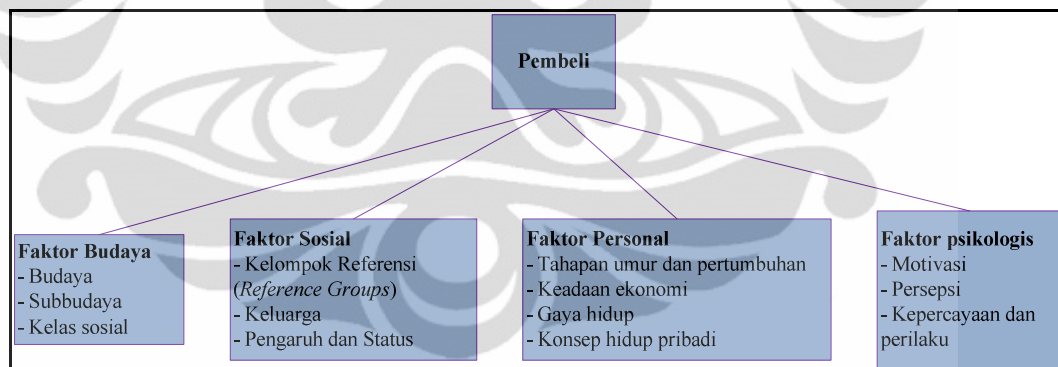 Pembeli
Faktor Budaya
- Budaya
- Subbudaya
- Kelas sosial
Faktor Sosial
- Kelompok Referensi
(Reference Groups)
- Keluarga
- Pengaruh dan Status
Faktor Personal
- Tahapan umur dan pertumbuhan
- Keadaan ekonomi
- Gaya hidup
- Konsep hidup pribadi
Faktor psikologis
- Motivasi
- Persepsi
- Kepercayaan dan
perilaku